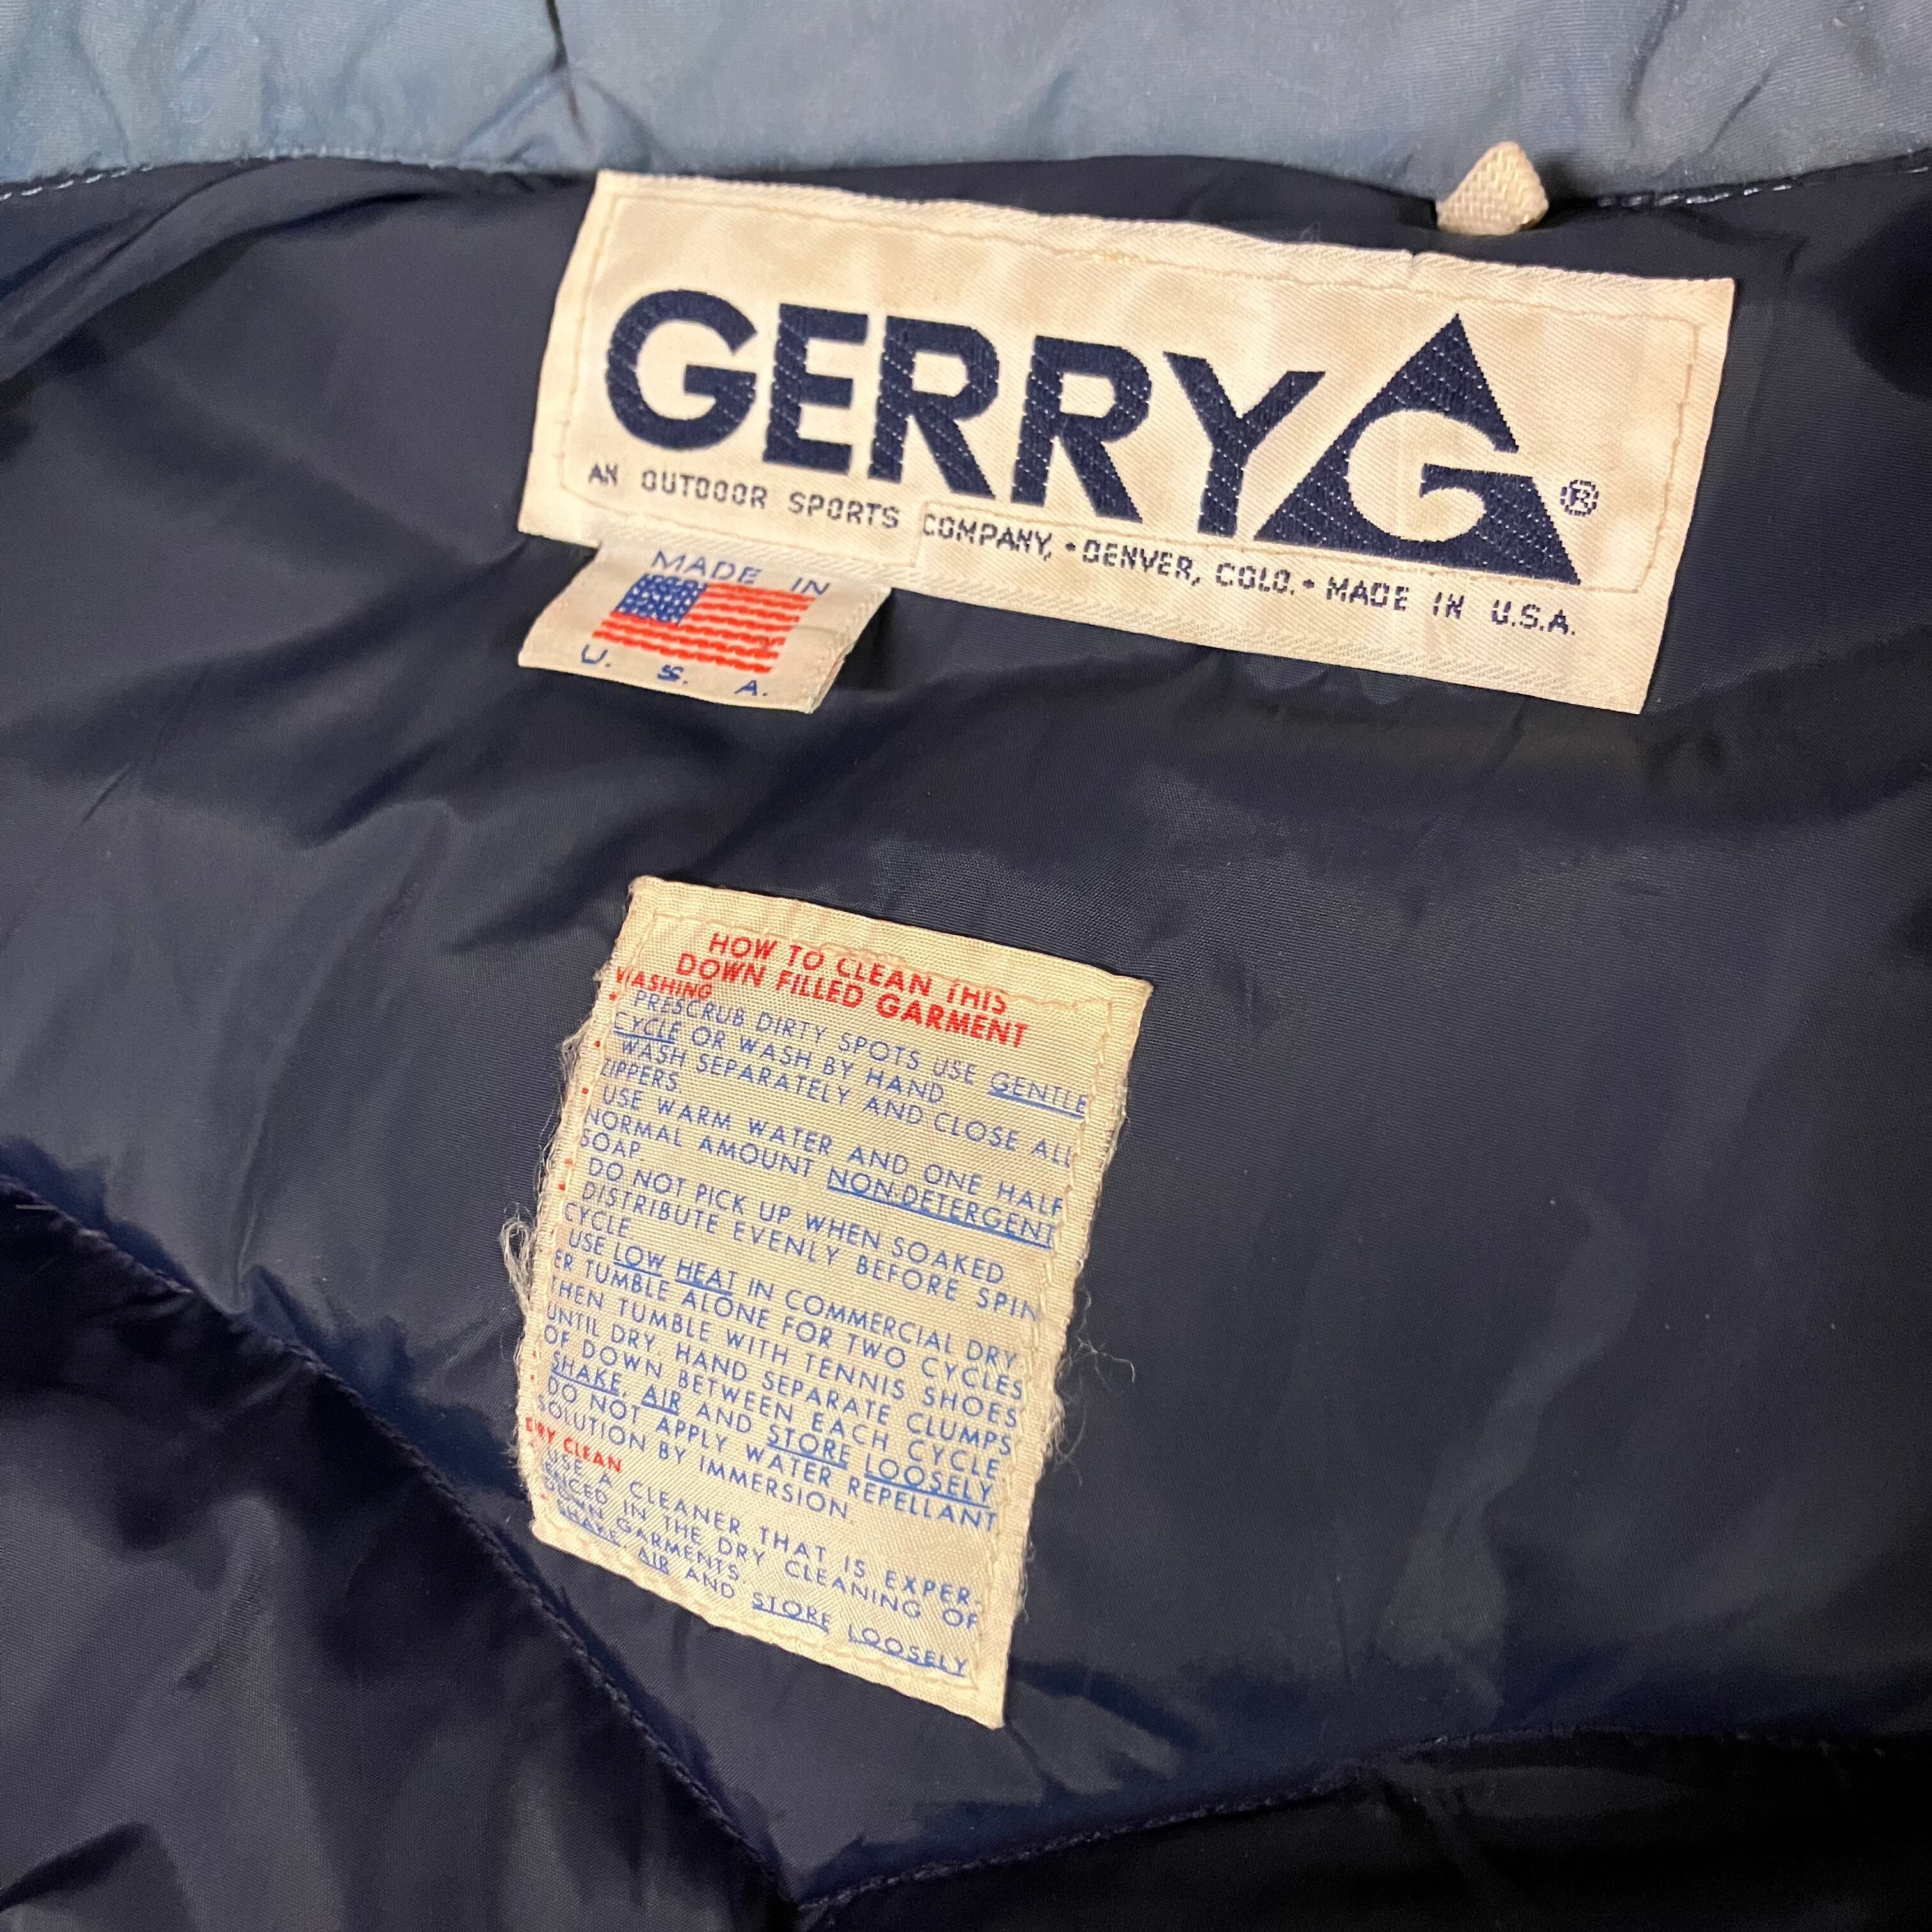 GERRY G ®
AN OUTDOOR SPORTS COMPANY, • DENVER, COLO. • MADE IN U.S.A.
MADE IN
U. S. A.
HOW TO CLEAN THIS
DOWN FILLED GARMENT
WASHING
• PRESCRUB DIRTY SPOTS USE GENTLE
CYCLE OR WASH BY HAND
• WASH SEPARATELY AND CLOSE ALL
ZIPPERS
• USE WARM WATER AND ONE HALF
NORMAL AMOUNT NON-DETERGENT
SOAP
• DO NOT PICK UP WHEN SOAKED
• DISTRIBUTE EVENLY BEFORE SPIN
CYCLE
USE LOW HEAT IN COMMERCIAL DRY.
ER TUMBLE ALONE FOR TWO CYCLES
THEN TUMBLE WITH TENNIS SHOES
UNTIL DRY. HAND SEPARATE CLUMPS
OF DOWN BETWEEN EACH CYCLE.
• SHAKE, AIR AND STORE LOOSELY
• DO NOT APPLY WATER REPELLANT
SOLUTION BY IMMERSION.
DRY CLEAN
• USE A CLEANER THAT IS EXPER-
ENCED IN THE DRY CLEANING OF
DOWN GARMENTS.
• SHAKE, AIR AND STORE LOOSELY